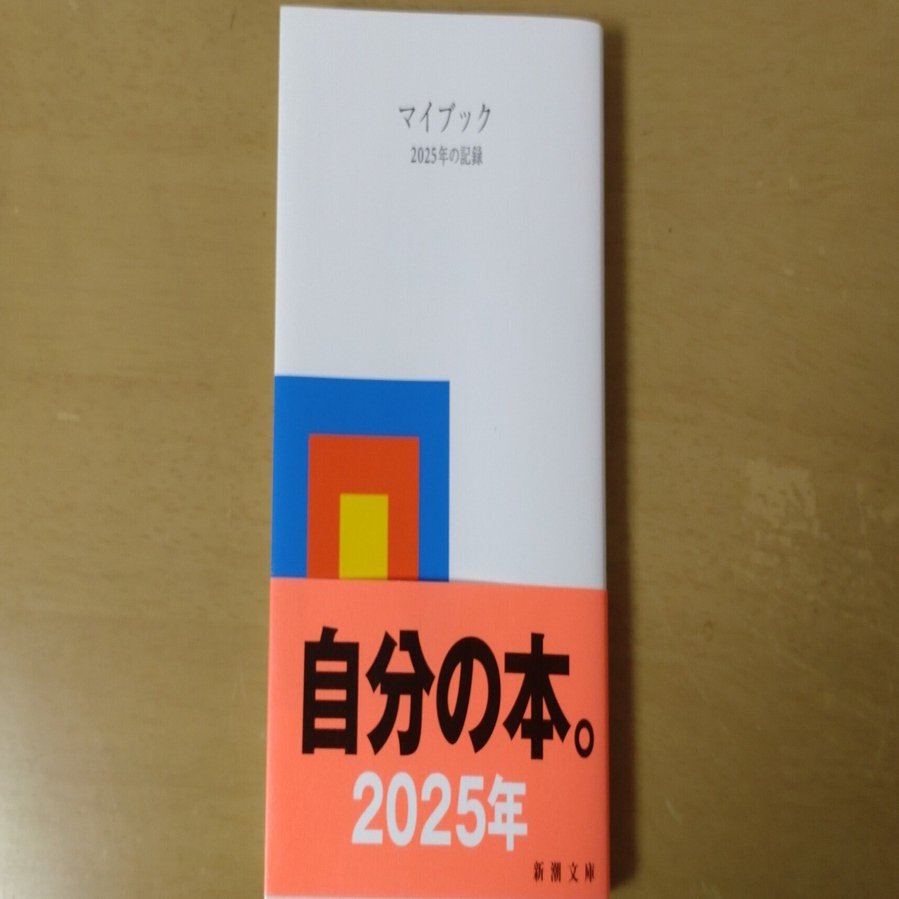 マイブック
2025年の記録
自分の本。
2025年
新潮文庫